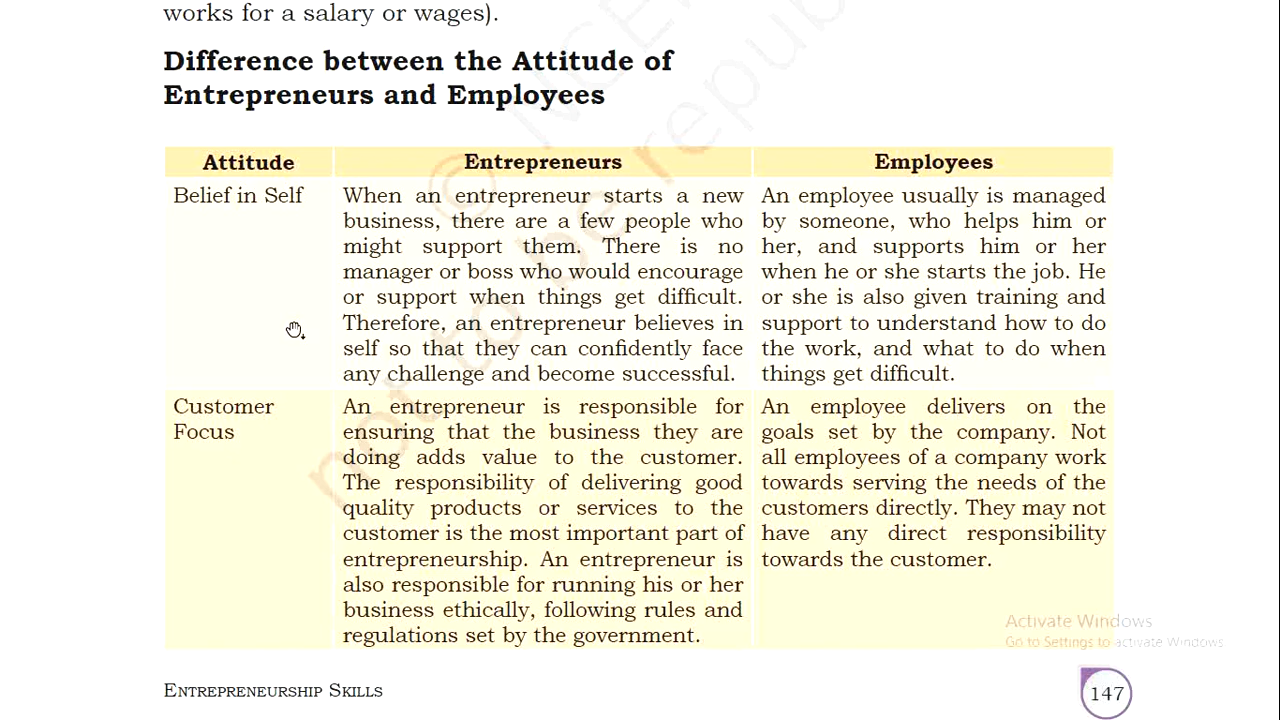 works for a salary or wages).
Difference between the Attitude of
Entrepreneurs and Employees
Attitude
Entrepreneurs
Employees
Belief in Self
When an entrepreneur starts a new
business, there are a few people who
might support them. There is no
manager or boss who would encourage
or support when things get difficult.
Therefore, an entrepreneur believes in
self so that they can confidently face
any challenge and become successful.
An employee usually is managed
by someone, who helps him or
her, and supports him or her
when he or she starts the job. He
or she is also given training and
support to understand how to do
the work, and what to do when
things get difficult.
Customer
Focus
An entrepreneur is responsible for
ensuring that the business they are
doing adds value to the customer.
The responsibility of delivering good
quality products or services to the
customer is the most important part of
entrepreneurship. An entrepreneur is
also responsible for running his or her
business ethically, following rules and
regulations set by the government.
An employee delivers on the
goals set by the company. Not
all employees of a company work
towards serving the needs of the
customers directly. They may not
have any direct responsibility
towards the customer.
Activate Windows
Go to Settings to activate Windows
ENTREPRENEURSHIP SKILLS
147
© NCE
not to be repub